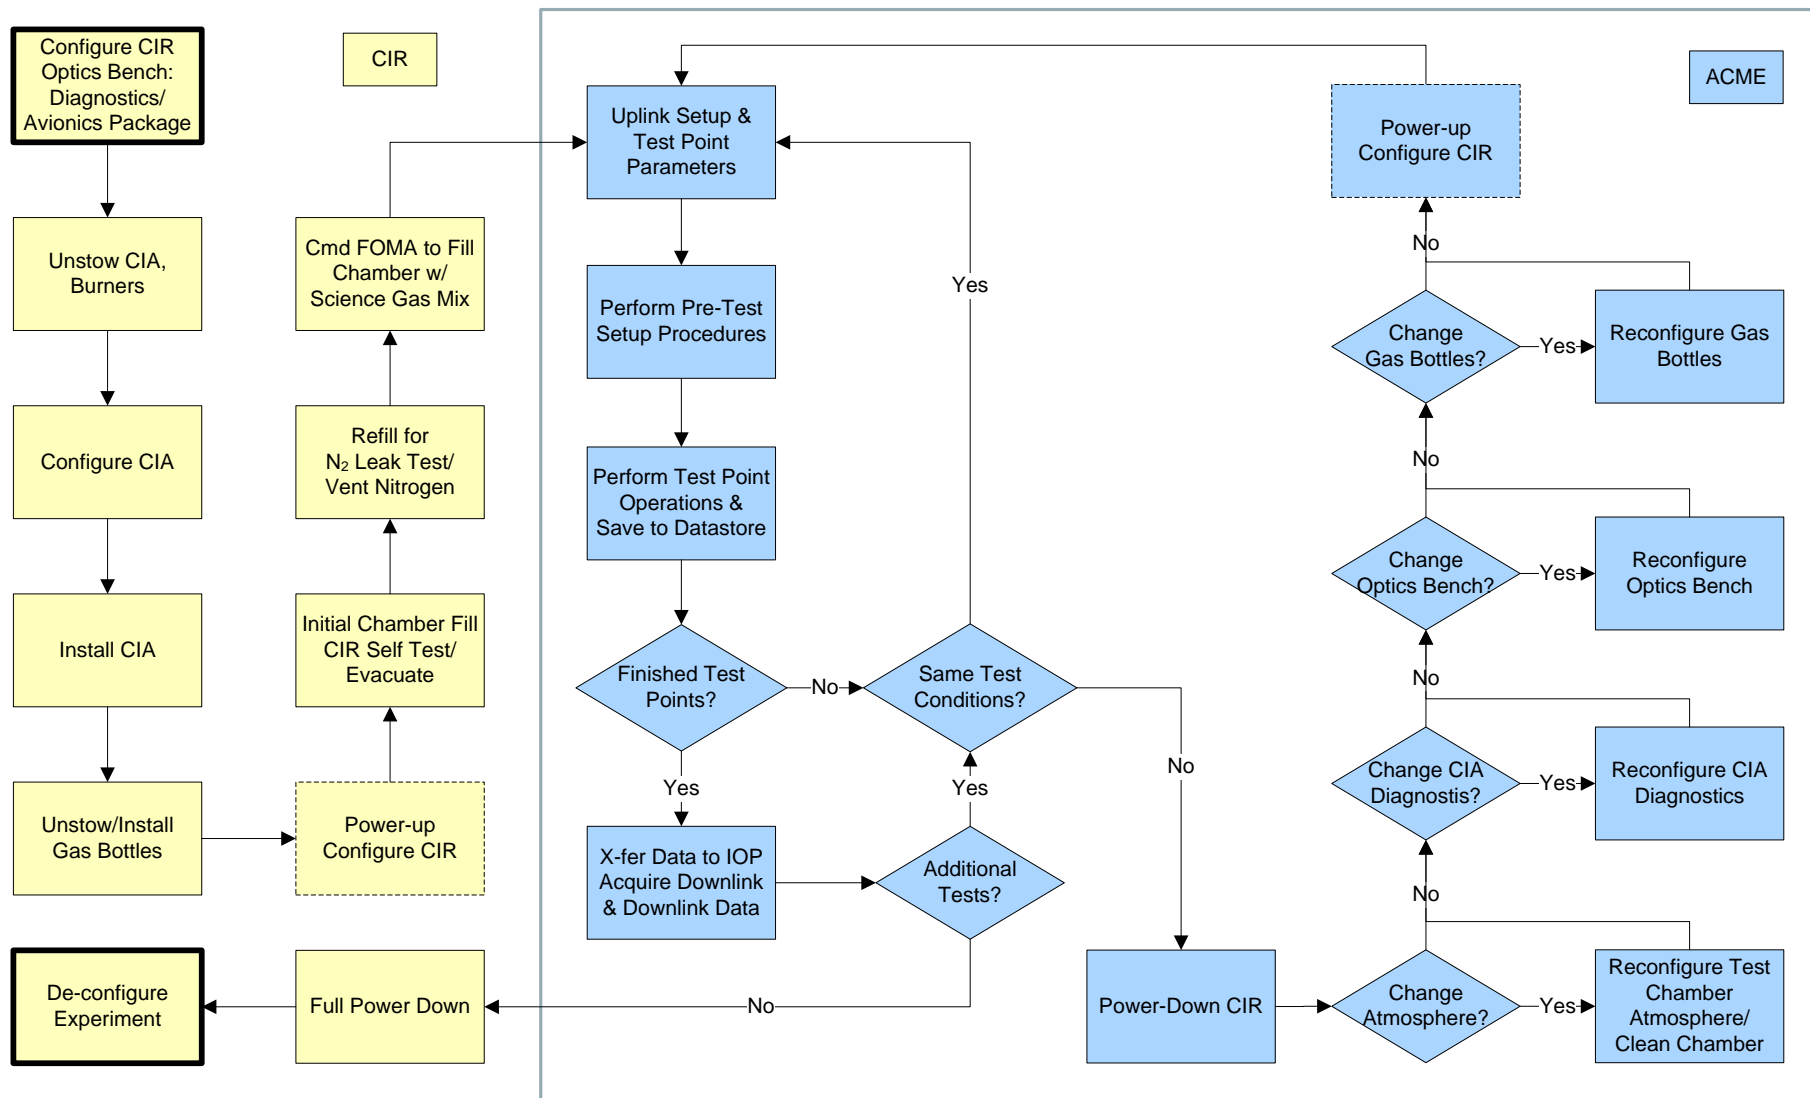 Configure CIR
Optics Bench:
Diagnostics/
Avionics Package
CIR
Unstow CIA,
Burners
Configure CIA
Install CIA
Unstow/Install
Gas Bottles
Power-up
Configure CIR
Initial Chamber Fill
CIR Self Test/
Evacuate
Refill for
N₂ Leak Test/
Vent Nitrogen
Cmd FOMA to Fill
Chamber w/
Science Gas Mix
ACME
Uplink Setup &
Test Point
Parameters
Perform Pre-Test
Setup Procedures
Perform Test Point
Operations &
Save to Datastore
Finished Test
Points?
No
Yes
Same Test
Conditions?
Yes
No
X-fer Data to IOP
Acquire Downlink
& Downlink Data
Additional
Tests?
Yes
No
Full Power Down
De-configure
Experiment
Power-Down CIR
Change
Atmosphere?
Yes
Reconfigure Test
Chamber
Atmosphere/
Clean Chamber
No
Change CIA
Diagnostis?
Yes
Reconfigure CIA
Diagnostics
No
Change
Optics Bench?
Yes
Reconfigure
Optics Bench
No
Change
Gas Bottles?
Yes
Reconfigure Gas
Bottles
No
Power-up
Configure CIR